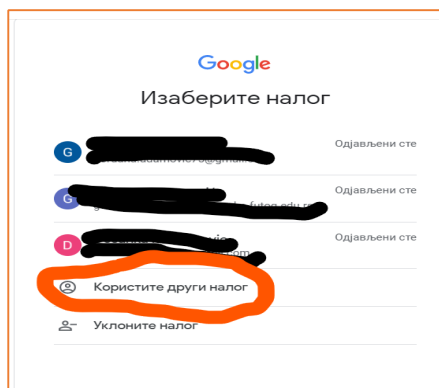 Google
Изаберите налог
G
Одјављени сте
G
Одјављени сте
D
Одјављени сте
Користите други налог
Уклоните налог